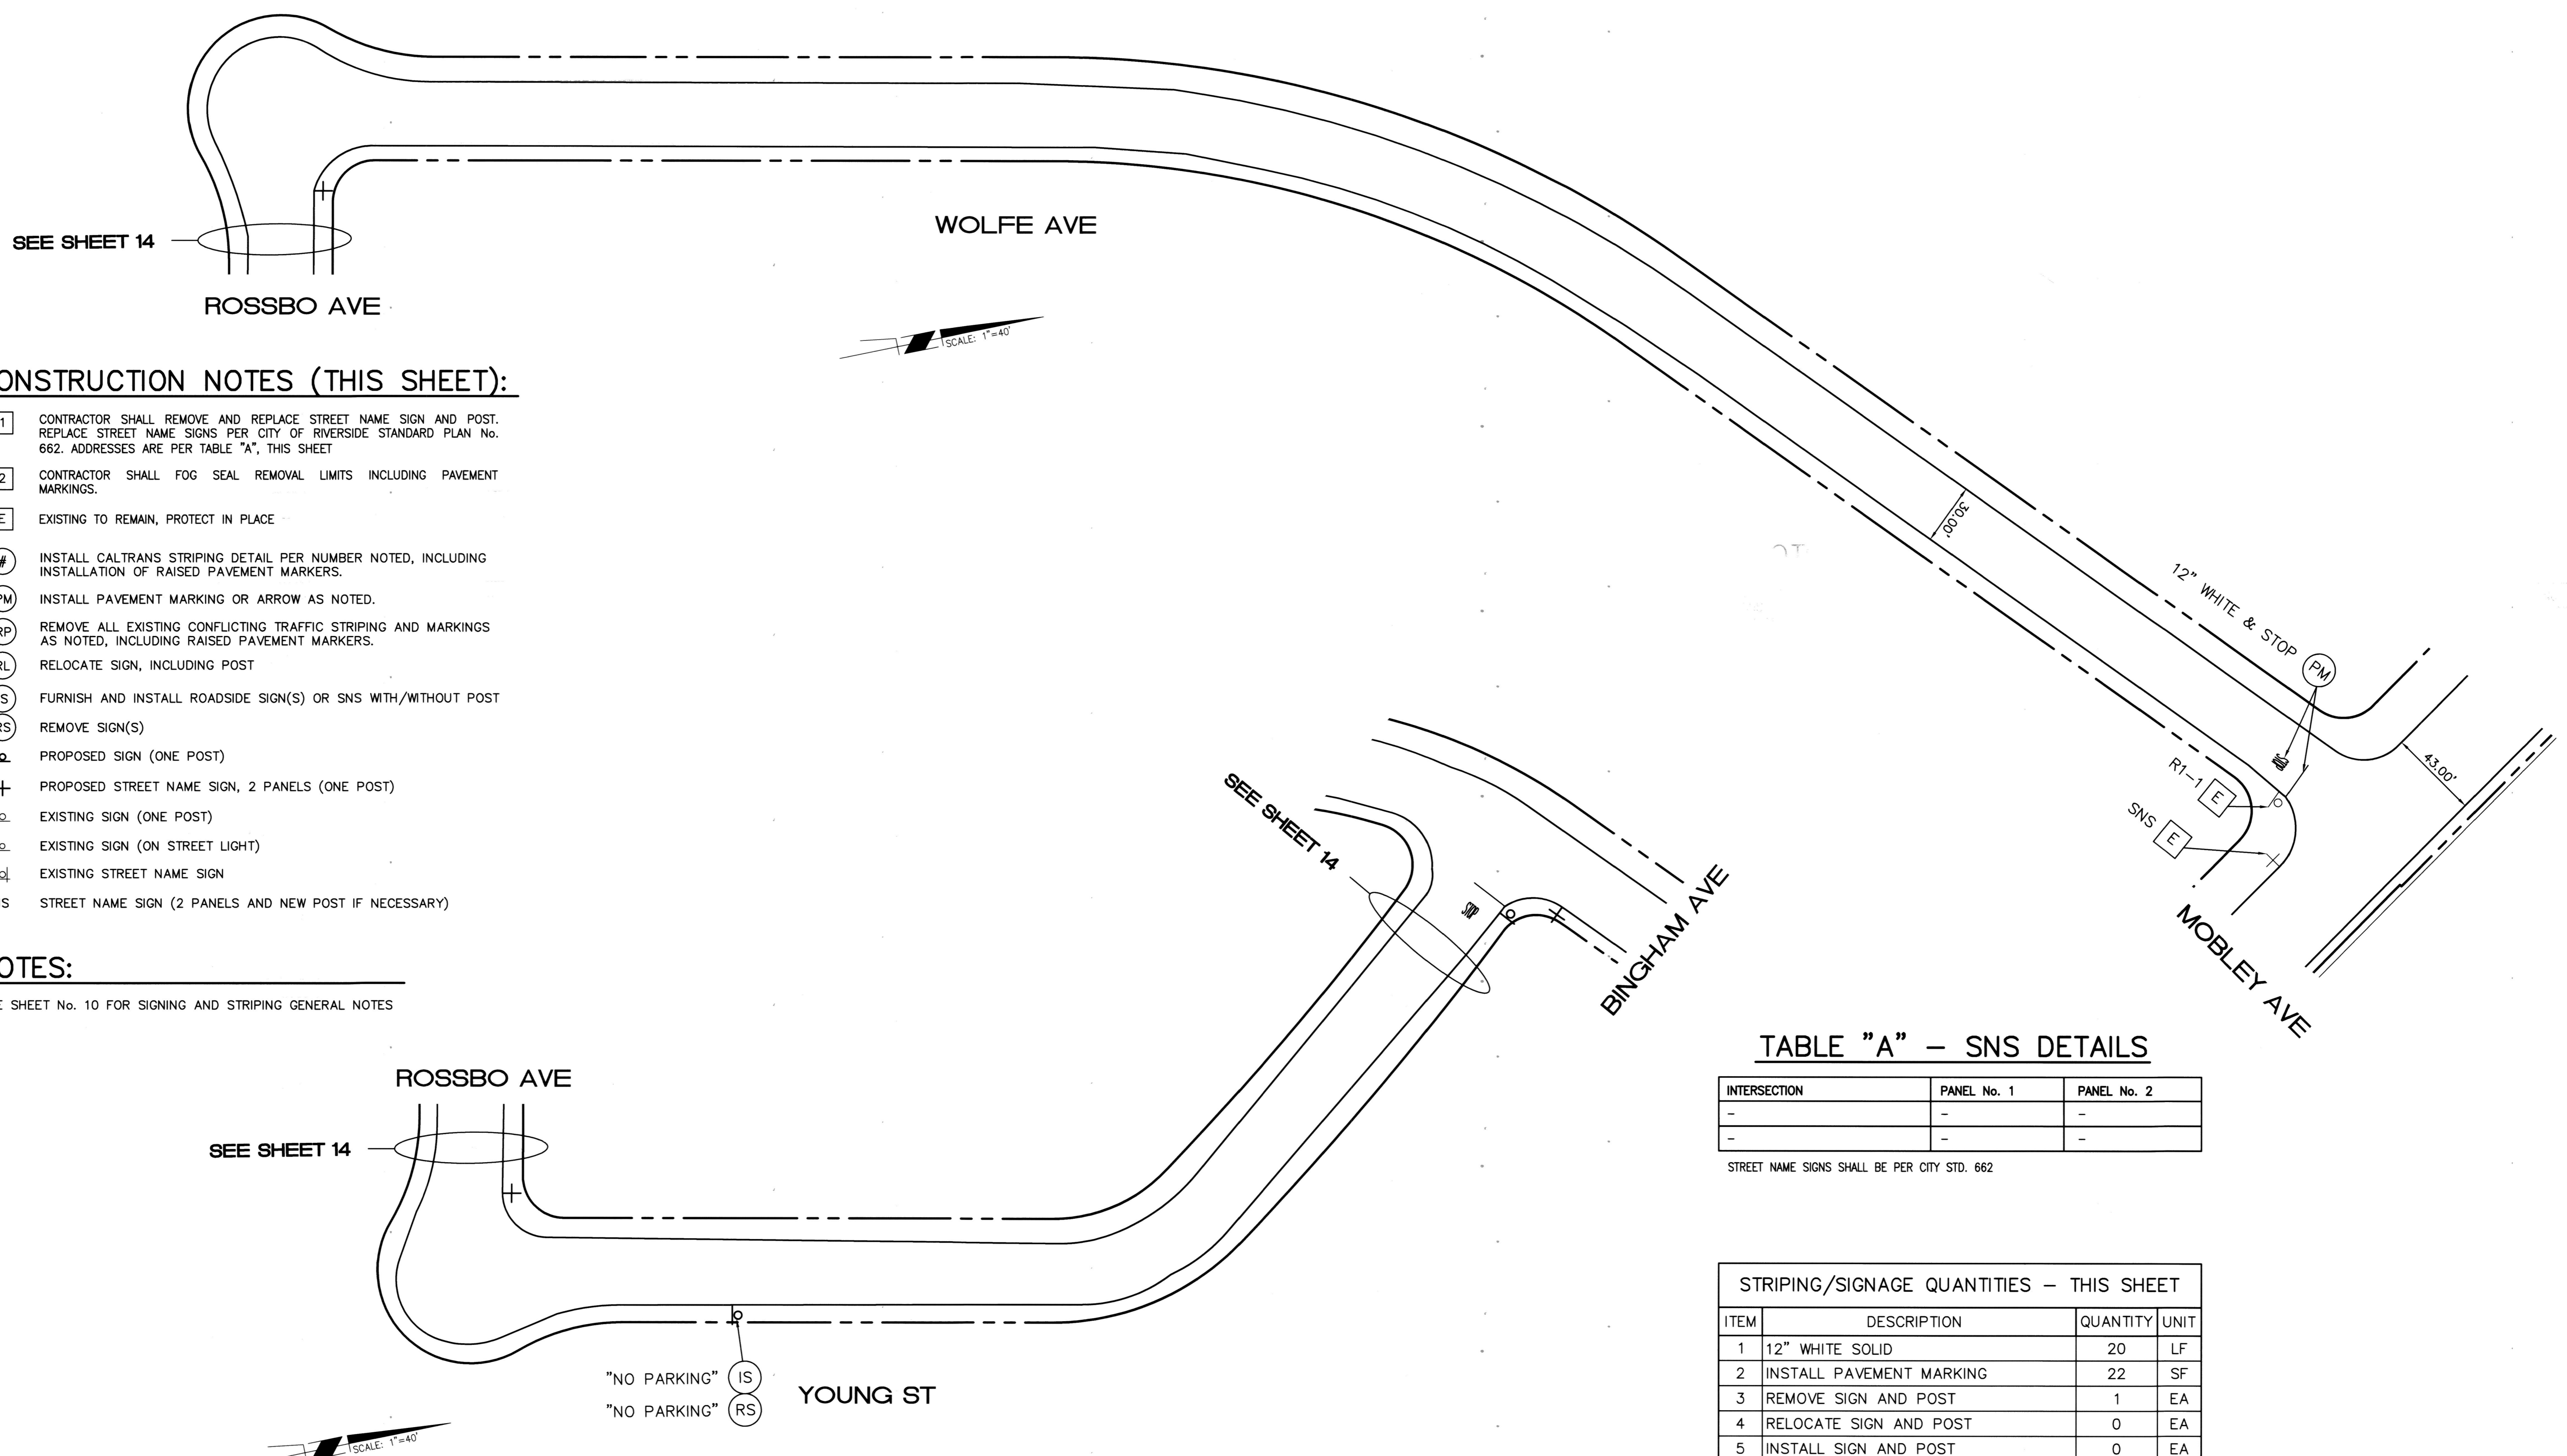 WOLFE AVE
SEE SHEET 14
ROSSBO AVE
SCALE: 1"=40'
ONSTRUCTION NOTES (THIS SHEET):
1 CONTRACTOR SHALL REMOVE AND REPLACE STREET NAME SIGN AND POST.
REPLACE STREET NAME SIGNS PER CITY OF RIVERSIDE STANDARD PLAN No.
662. ADDRESSES ARE PER TABLE "A", THIS SHEET
2 CONTRACTOR SHALL FOG SEAL REMOVAL LIMITS INCLUDING PAVEMENT
MARKINGS.
E EXISTING TO REMAIN, PROTECT IN PLACE
# INSTALL CALTRANS STRIPING DETAIL PER NUMBER NOTED, INCLUDING
INSTALLATION OF RAISED PAVEMENT MARKERS.
PM INSTALL PAVEMENT MARKING OR ARROW AS NOTED.
RP REMOVE ALL EXISTING CONFLICTING TRAFFIC STRIPING AND MARKINGS
AS NOTED, INCLUDING RAISED PAVEMENT MARKERS.
RL RELOCATE SIGN, INCLUDING POST
S FURNISH AND INSTALL ROADSIDE SIGN(S) OR SNS WITH/WITHOUT POST
RS REMOVE SIGN(S)
PROPOSED SIGN (ONE POST)
PROPOSED STREET NAME SIGN, 2 PANELS (ONE POST)
EXISTING SIGN (ONE POST)
EXISTING SIGN (ON STREET LIGHT)
EXISTING STREET NAME SIGN
S STREET NAME SIGN (2 PANELS AND NEW POST IF NECESSARY)
OTES:
E SHEET No. 10 FOR SIGNING AND STRIPING GENERAL NOTES
30.00'
12" WHITE & STOP
PM
STOP
R1-1 E
SNS E
43.00'
MOBLEY AVE
SEE SHEET 14
STOP
BINGHAM AVE
ROSSBO AVE
SEE SHEET 14
"NO PARKING" IS
"NO PARKING" RS
YOUNG ST
SCALE: 1"=40'
TABLE "A" – SNS DETAILS
INTERSECTION PANEL No. 1 PANEL No. 2
– – –
– – –
STREET NAME SIGNS SHALL BE PER CITY STD. 662
STRIPING/SIGNAGE QUANTITIES – THIS SHEET
ITEM DESCRIPTION QUANTITY UNIT
1 12" WHITE SOLID 20 LF
2 INSTALL PAVEMENT MARKING 22 SF
3 REMOVE SIGN AND POST 1 EA
4 RELOCATE SIGN AND POST 0 EA
5 INSTALL SIGN AND POST 0 EA